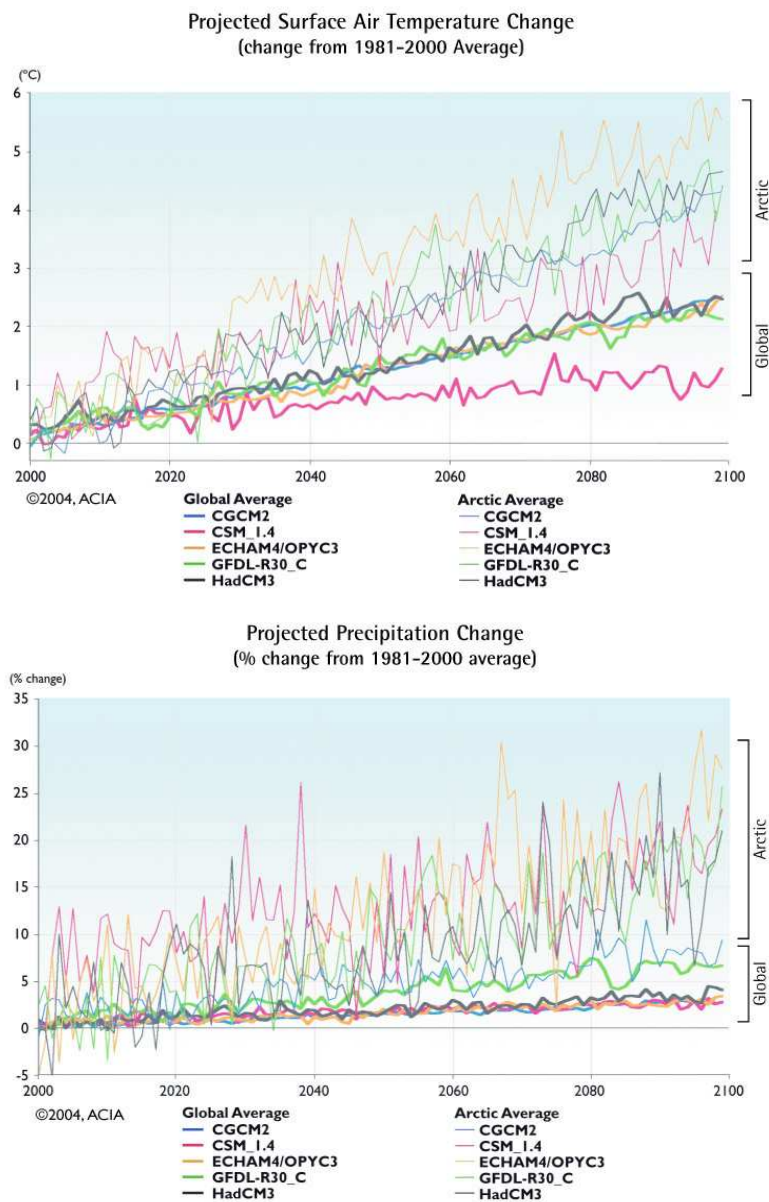 Projected Surface Air Temperature Change
(change from 1981-2000 Average)
(°C)
6
5
4
3
2
1
0
Arctic
Global
2000 2020 2040 2060 2080 2100
©2004, ACIA
Global Average
CGCM2
CSM_1.4
ECHAM4/OPYC3
GFDL-R30_C
HadCM3
Arctic Average
CGCM2
CSM_1.4
ECHAM4/OPYC3
GFDL-R30_C
HadCM3
Projected Precipitation Change
(% change from 1981-2000 average)
(% change)
35
30
25
20
15
10
5
0
-5
Arctic
Global
2000 2020 2040 2060 2080 2100
©2004, ACIA
Global Average
CGCM2
CSM_1.4
ECHAM4/OPYC3
GFDL-R30_C
HadCM3
Arctic Average
CGCM2
CSM_1.4
ECHAM4/OPYC3
GFDL-R30_C
HadCM3